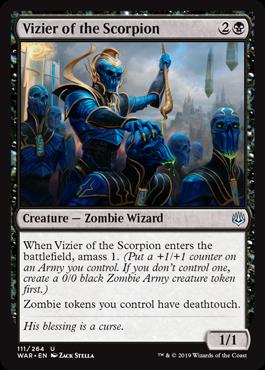 Vizier of the Scorpion 2
Creature — Zombie Wizard
When Vizier of the Scorpion enters the
battlefield, amass 1. (Put a +1/+1 counter on
an Army you control. If you don't control one,
create a 0/0 black Zombie Army creature token
first.)
Zombie tokens you control have deathtouch.
His blessing is a curse.
1/1
111/264 U
WAR • EN Zack Stella
™ & © 2019 Wizards of the Coast